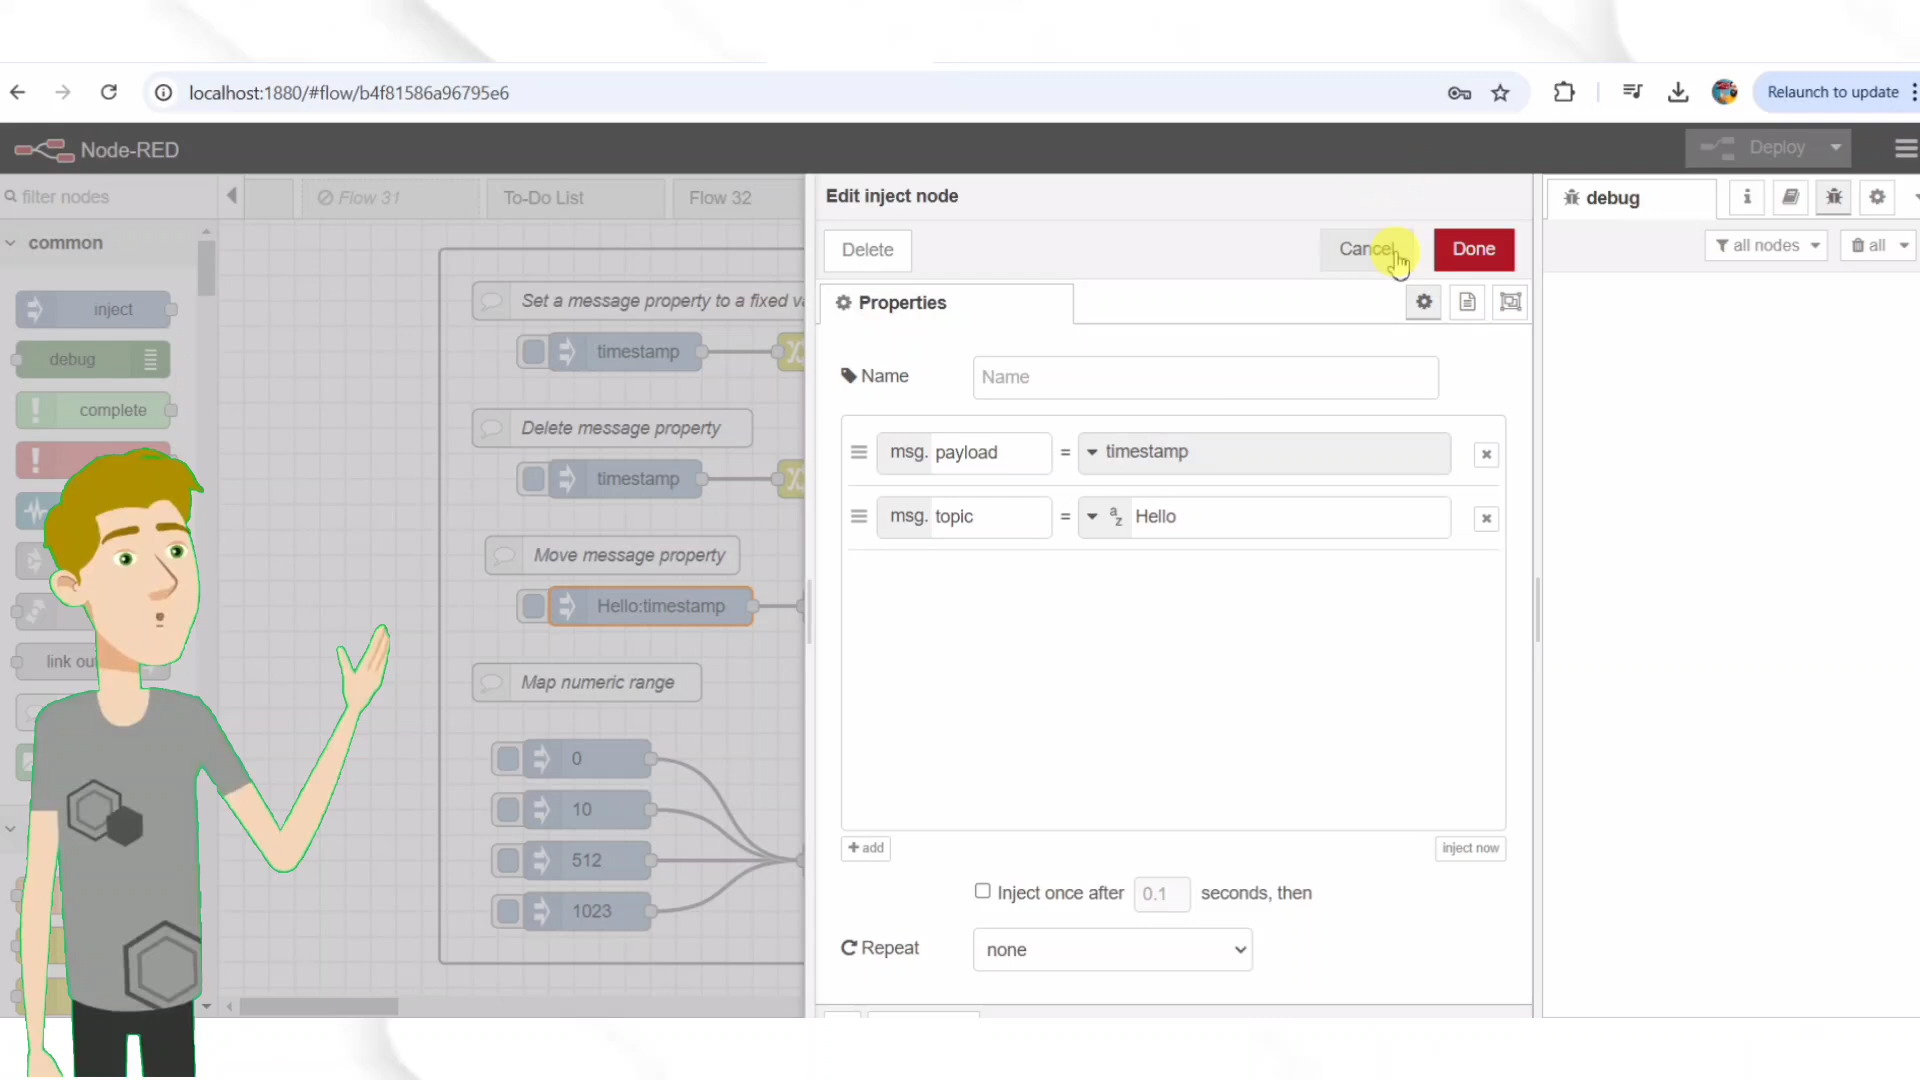 localhost:1880/#flow/b4f81586a96795e6
Relaunch to update
Node-RED
Deploy
filter nodes
Flow 31
To-Do List
Flow 32
common
inject
debug
complete
link out
Set a message property to a fixed va
timestamp
Delete message property
timestamp
Move message property
Hello:timestamp
Map numeric range
0
10
512
1023
Edit inject node
Delete
Cancel
Done
Properties
Name
Name
msg. payload = timestamp
msg. topic = az Hello
add
inject now
Inject once after 0.1 seconds, then
Repeat
none
debug
all nodes
all